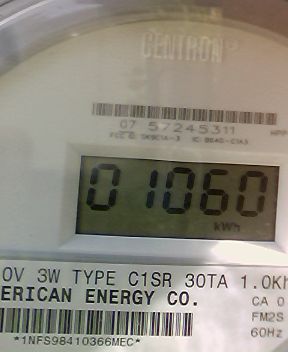 CENTRON®
07 57245311
01060
kWh
0V 3W TYPE C1SR 30TA 1.0Kh
ERICAN ENERGY CO.
CA 0
FM2S
60Hz
*1NFS98410366MEC*